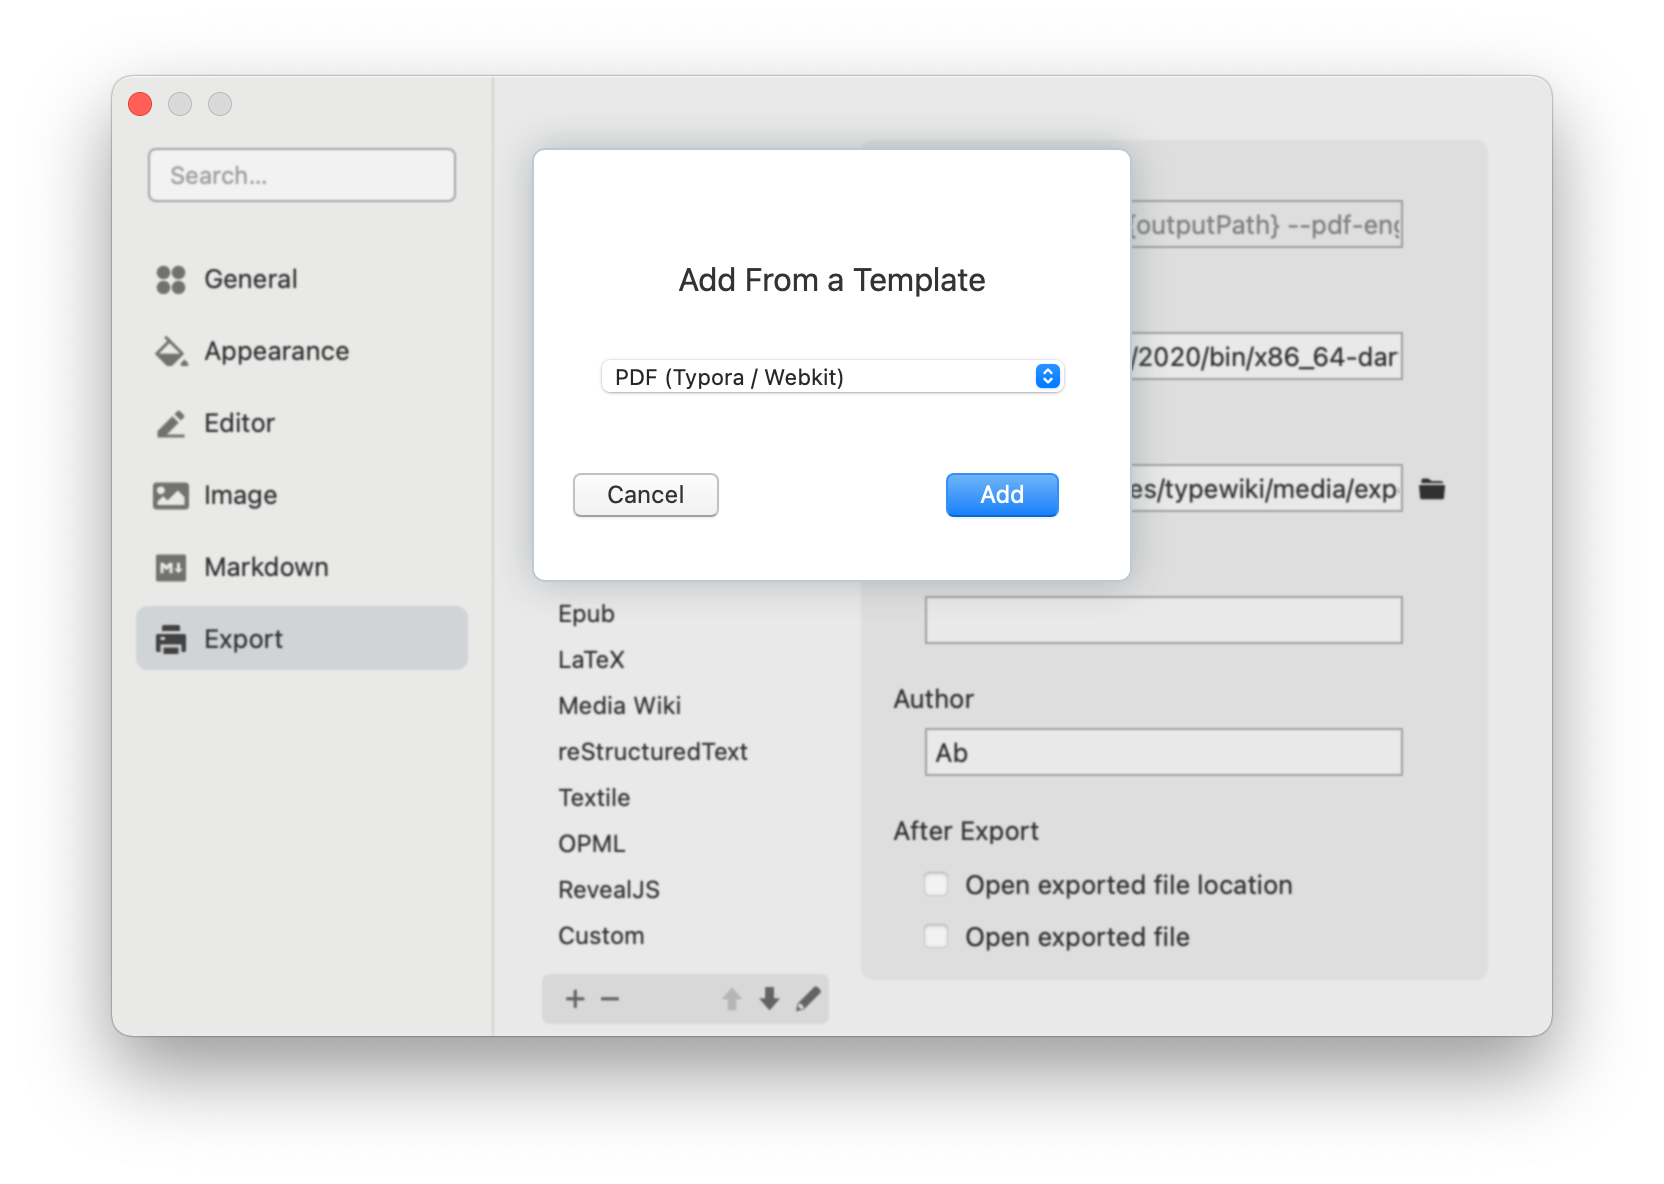 Search...
General
Appearance
Editor
Image
Markdown
Export
Add From a Template
PDF (Typora / Webkit)
Cancel
Add
{outputPath} --pdf-eng
/2020/bin/x86_64-dar
es/typewiki/media/exp
Epub
LaTeX
Media Wiki
reStructuredText
Textile
OPML
RevealJS
Custom
Author
Ab
After Export
Open exported file location
Open exported file